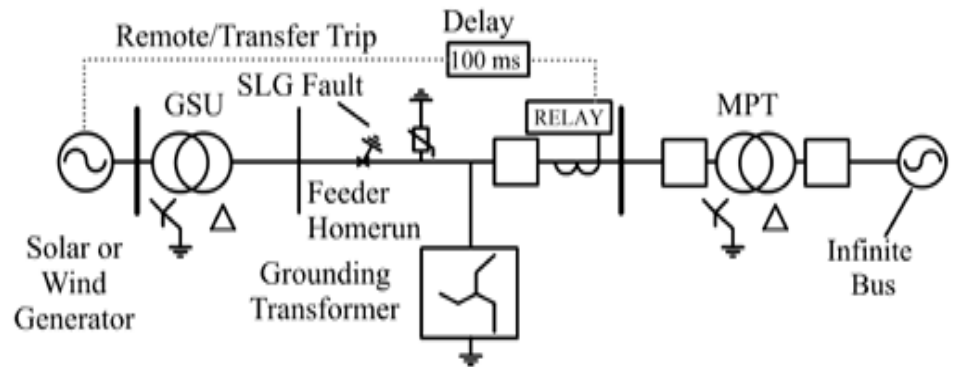 Delay
Remote/Transfer Trip
100 ms
SLG Fault
GSU
RELAY
MPT
Feeder
Homerun
Solar or
Wind
Generator
Grounding
Transformer
Infinite
Bus